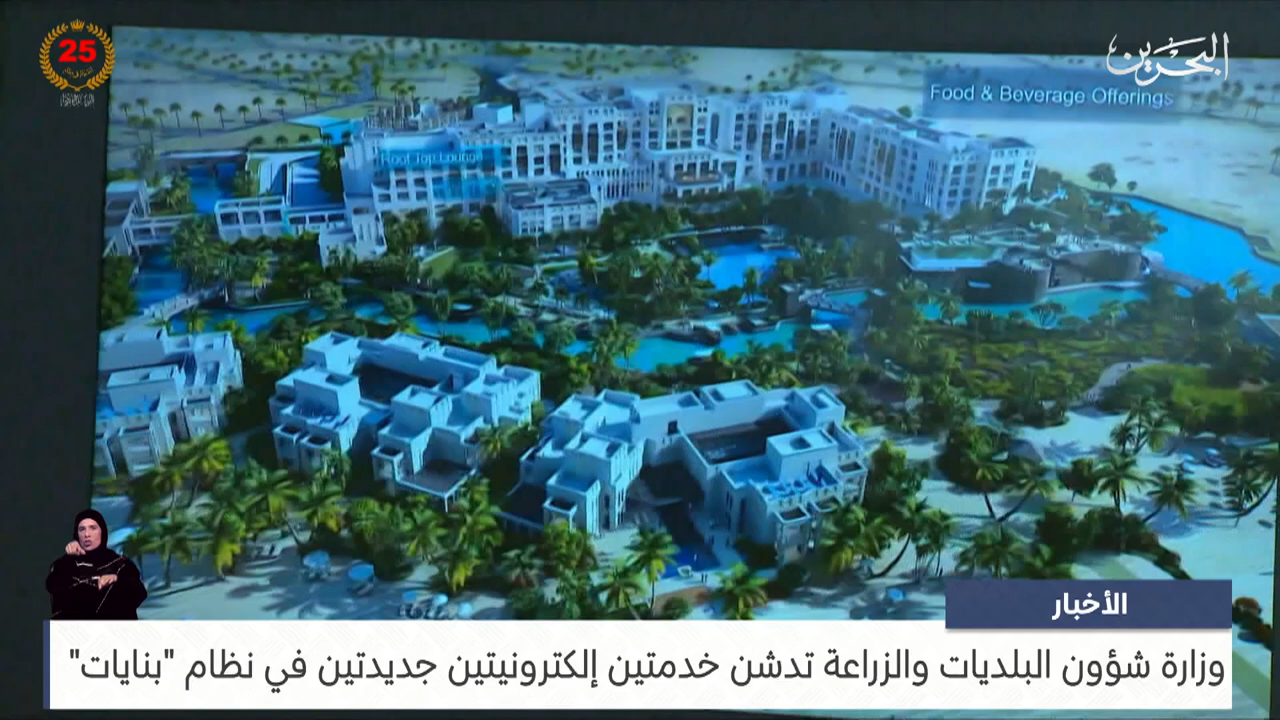 25
البحرين
Food & Beverage Offerings
Roof Top Lounge
الأخبار
وزارة شؤون البلديات والزراعة تدشن خدمتين إلكترونيتين جديدتين في نظام "بنايات"